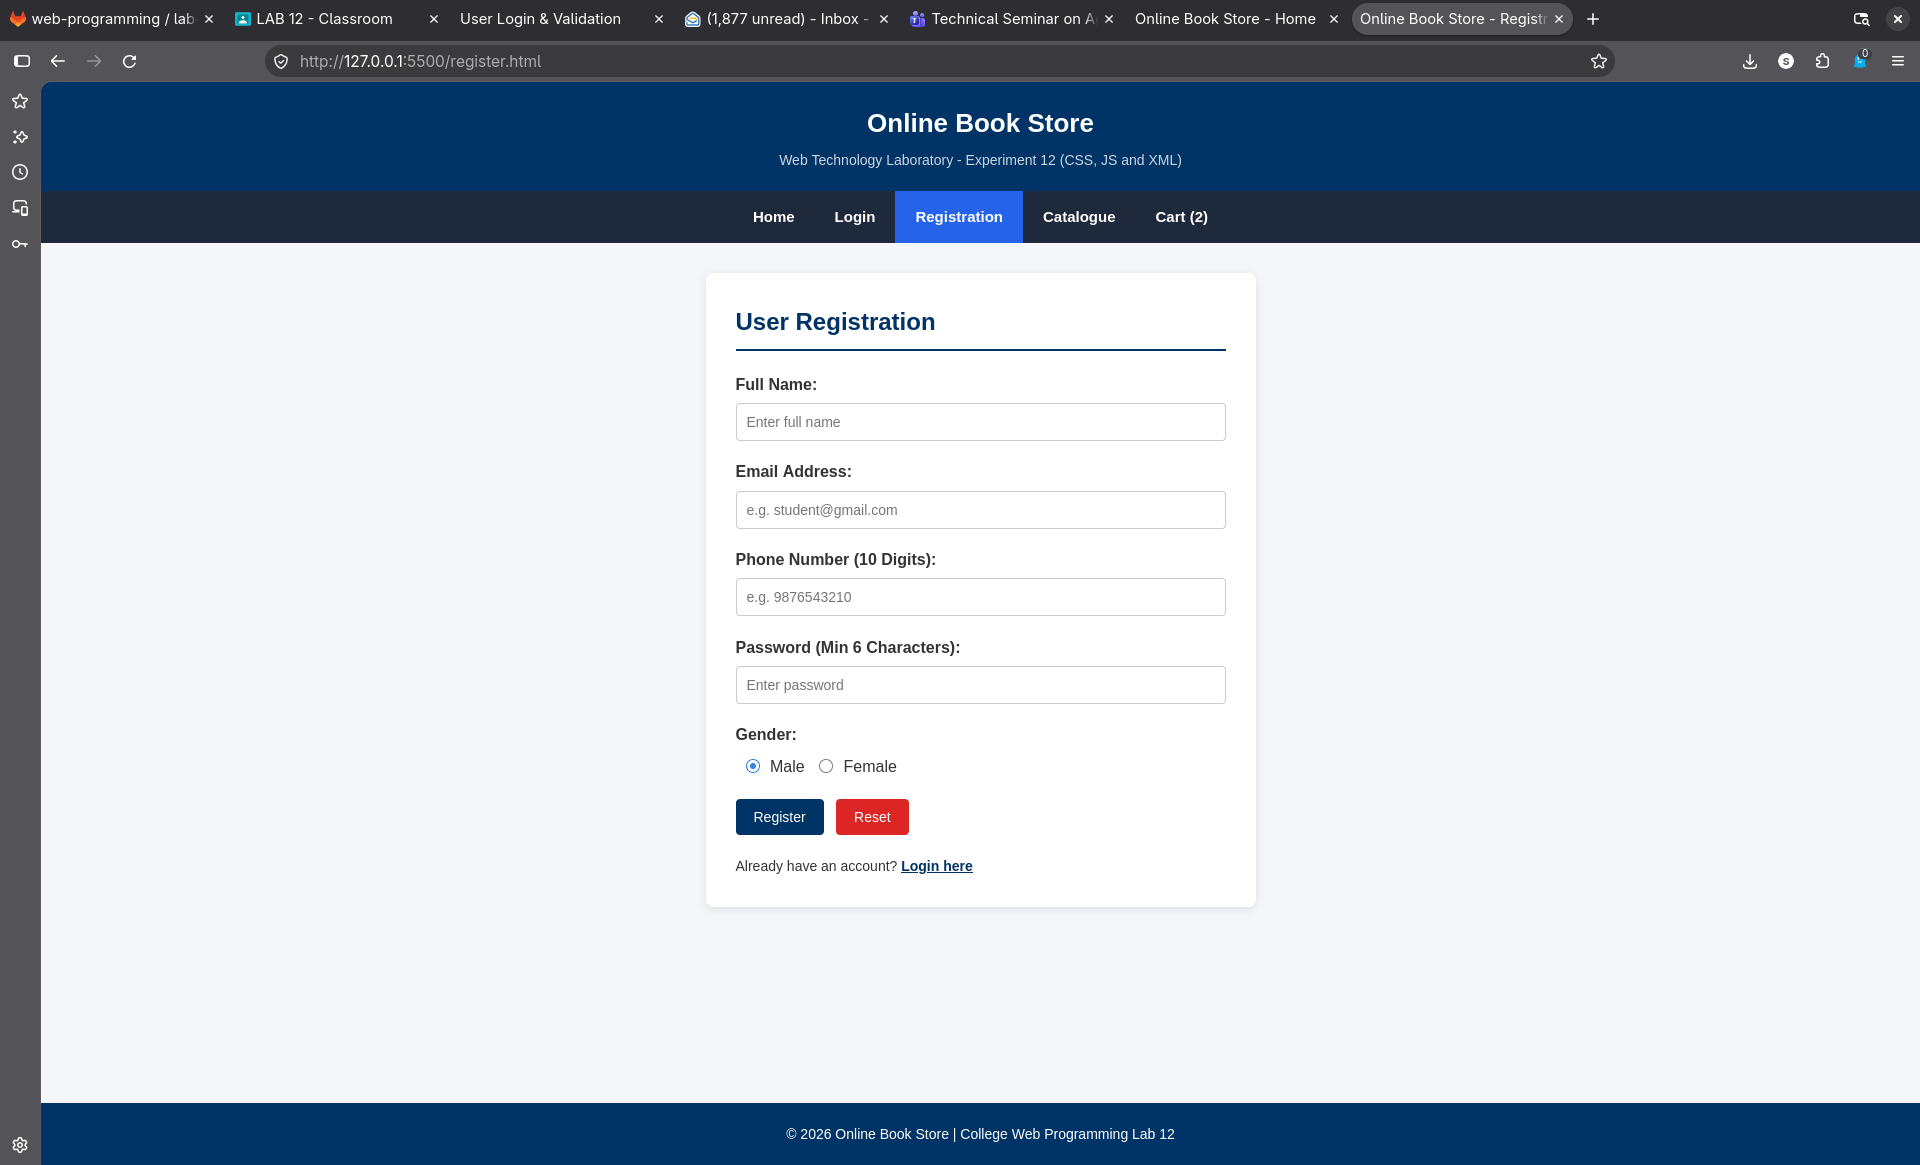 web-programming / lab
LAB 12 - Classroom
User Login & Validation
(1,877 unread) - Inbox -
Technical Seminar on A
Online Book Store - Home
Online Book Store - Registr
http://127.0.0.1:5500/register.html
S
0
Online Book Store
Web Technology Laboratory - Experiment 12 (CSS, JS and XML)
Home
Login
Registration
Catalogue
Cart (2)
User Registration
Full Name:
Enter full name
Email Address:
e.g. student@gmail.com
Phone Number (10 Digits):
e.g. 9876543210
Password (Min 6 Characters):
Enter password
Gender:
Male Female
Register Reset
Already have an account? Login here
© 2026 Online Book Store | College Web Programming Lab 12